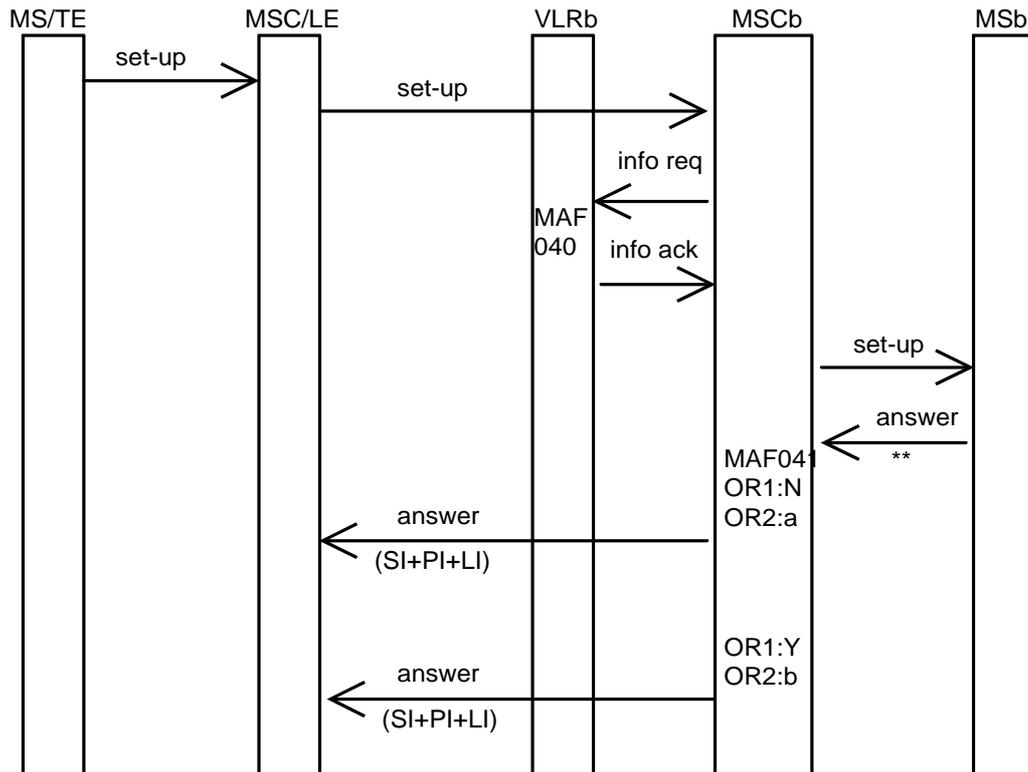 MS/TE MSC/LE VLRb MSCb MSb
set-up
set-up
info req
MAF
040
info ack
set-up
answer
**
MAF041
OR1:N
OR2:a
answer
(SI+PI+LI)
OR1:Y
OR2:b
answer
(SI+PI+LI)